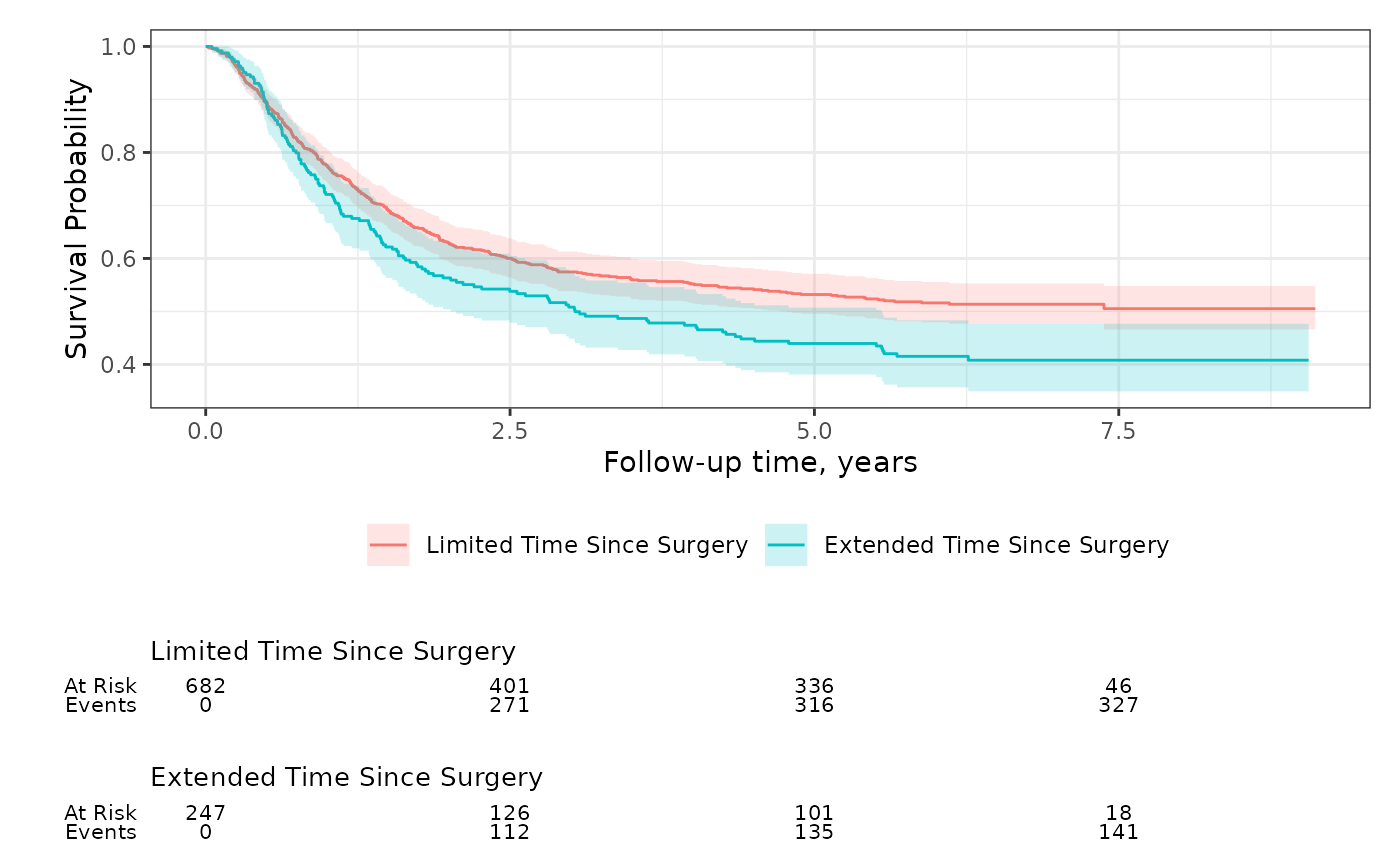 1.0
0.8
0.6
0.4
Survival Probability
0.0 2.5 5.0 7.5
Follow-up time, years
Limited Time Since Surgery Extended Time Since Surgery
Limited Time Since Surgery
At Risk 682 401 336 46
Events 0 271 316 327
Extended Time Since Surgery
At Risk 247 126 101 18
Events 0 112 135 141